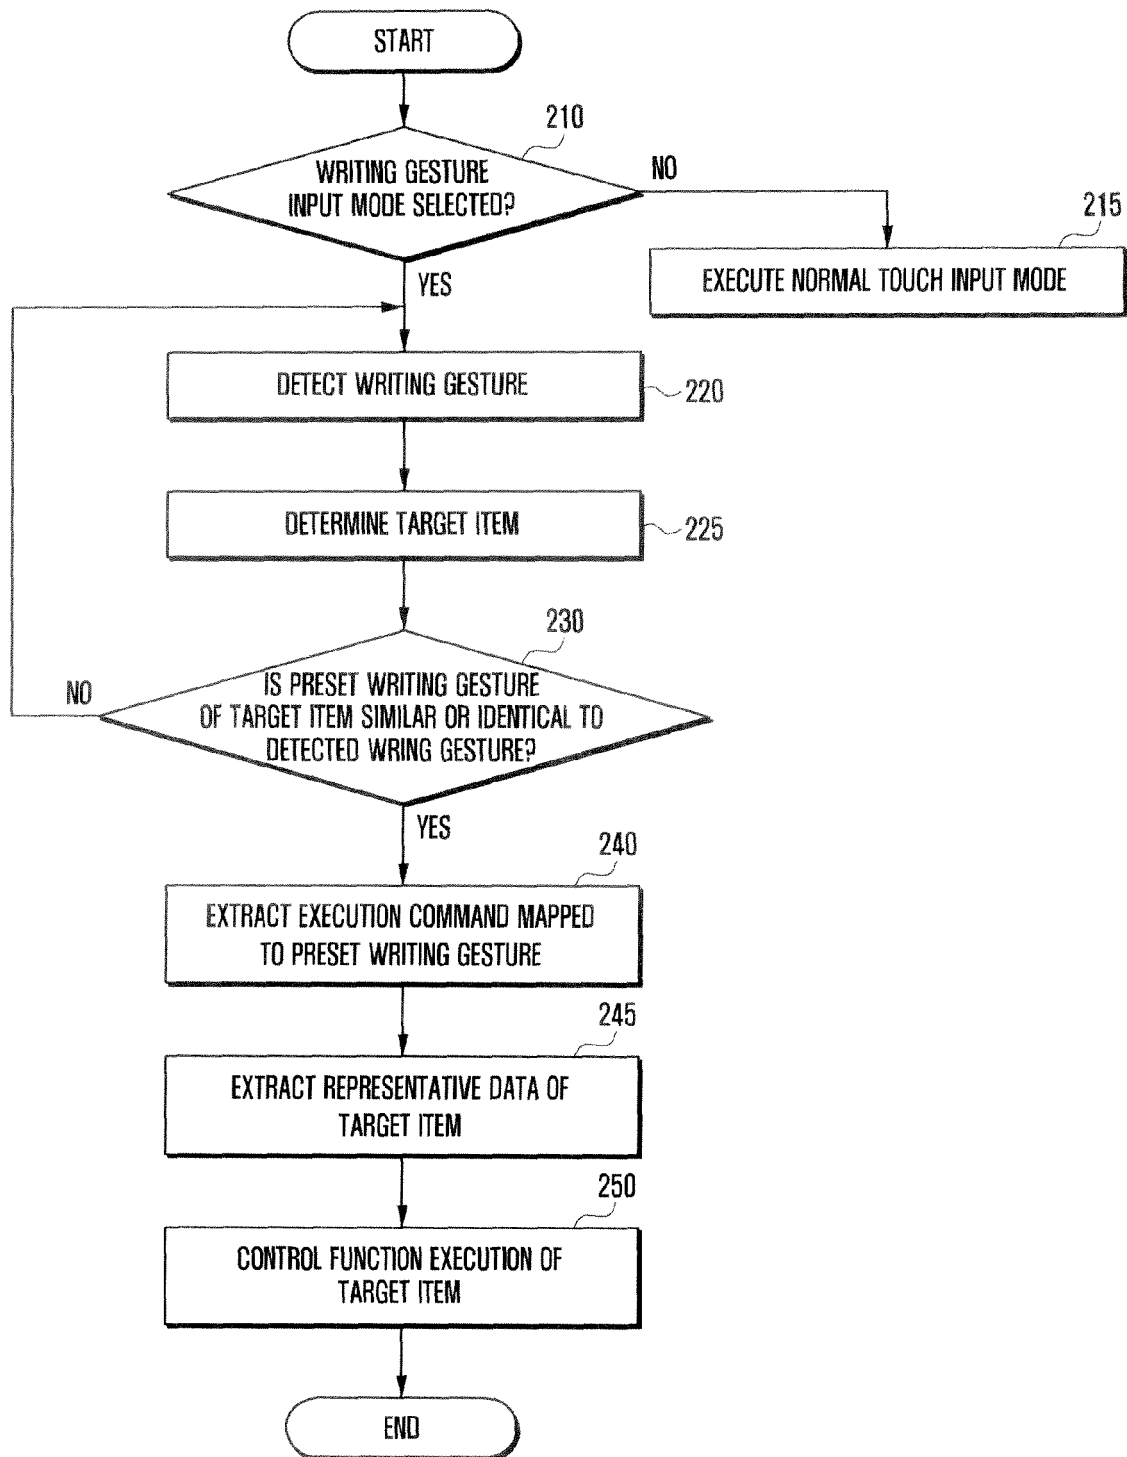 START
210
WRITING GESTURE
INPUT MODE SELECTED?
NO
215
EXECUTE NORMAL TOUCH INPUT MODE
YES
DETECT WRITING GESTURE
220
DETERMINE TARGET ITEM
225
230
IS PRESET WRITING GESTURE
OF TARGET ITEM SIMILAR OR IDENTICAL TO
DETECTED WRING GESTURE?
NO
YES
240
EXTRACT EXECUTION COMMAND MAPPED
TO PRESET WRITING GESTURE
245
EXTRACT REPRESENTATIVE DATA OF
TARGET ITEM
250
CONTROL FUNCTION EXECUTION OF
TARGET ITEM
END